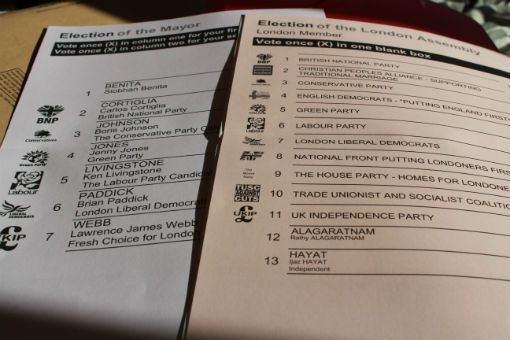 Election of the Mayor
Vote once (X) in column one for your firs
Vote once (X) in column two for your se
1 BENITA
Siobhan Benita
2 CORTIGLIA
Carlos Cortiglia
British National Party
BNP
3 JOHNSON
Boris Johnson
The Conservative Party C
Conservatives
4 JONES
Jenny Jones
Green Party
5 LIVINGSTONE
Ken Livingstone
The Labour Party Candid
Labour
6 PADDICK
Brian Paddick
London Liberal Democrat
LIBERAL DEMOCRATS
7 WEBB
Lawrence James Webb
Fresh Choice for London
UKIP
Election of the London Assembly
London Member
Vote once (X) in one blank box
BNP
1 BRITISH NATIONAL PARTY
2 CHRISTIAN PEOPLES ALLIANCE - SUPPORTING
TRADITIONAL MARRIAGE
3 CONSERVATIVE PARTY
4 ENGLISH DEMOCRATS - "PUTTING ENGLAND FIRST
5 GREEN PARTY
6 LABOUR PARTY
Labour
7 LONDON LIBERAL DEMOCRATS
8 NATIONAL FRONT PUTTING LONDONERS FIRS
9 THE HOUSE PARTY - HOMES FOR LONDONE
TUSC
AGAINST
CUTS
10 TRADE UNIONIST AND SOCIALIST COALITIO
UKIP
11 UK INDEPENDENCE PARTY
12 ALAGARATNAM
Rathy ALAGARATNAM
13 HAYAT
Ijaz HAYAT
Independent